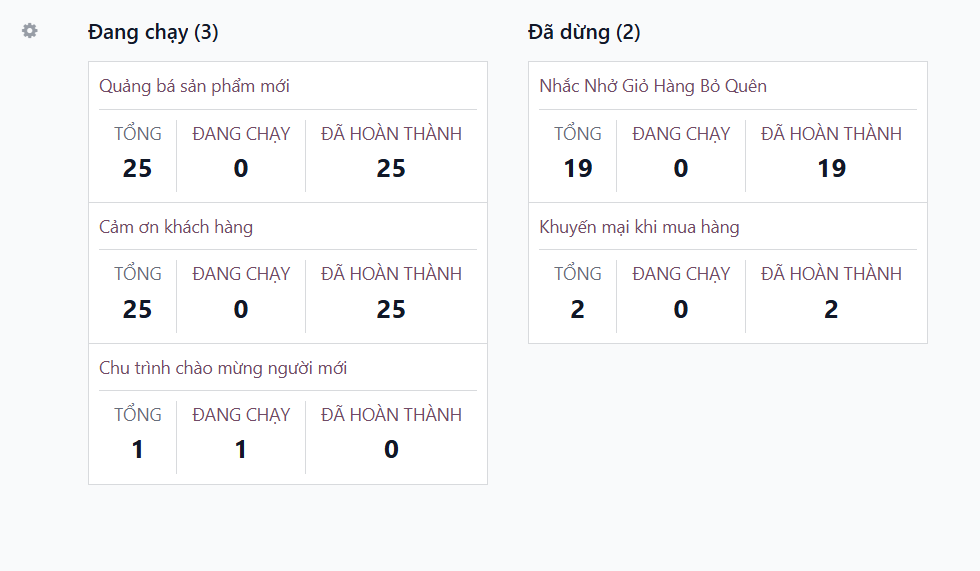 Đang chạy (3)
Quảng bá sản phẩm mới
TỔNG ĐANG CHẠY ĐÃ HOÀN THÀNH
25 0 25
Cảm ơn khách hàng
TỔNG ĐANG CHẠY ĐÃ HOÀN THÀNH
25 0 25
Chu trình chào mừng người mới
TỔNG ĐANG CHẠY ĐÃ HOÀN THÀNH
1 1 0
Đã dừng (2)
Nhắc Nhở Giỏ Hàng Bỏ Quên
TỔNG ĐANG CHẠY ĐÃ HOÀN THÀNH
19 0 19
Khuyến mại khi mua hàng
TỔNG ĐANG CHẠY ĐÃ HOÀN THÀNH
2 0 2